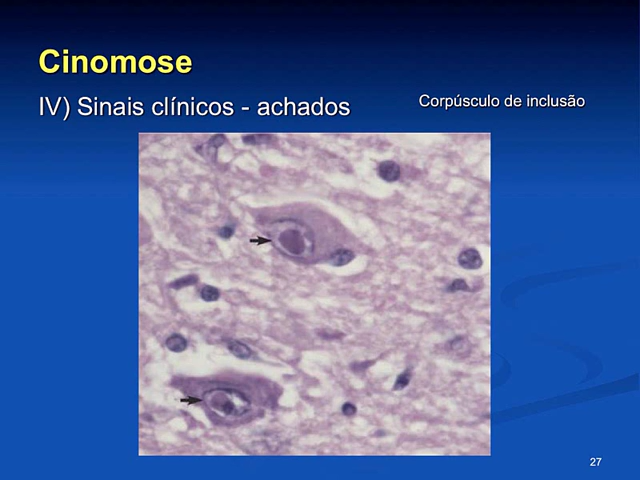 Cinomose
IV) Sinais clínicos - achados
Corpúsculo de inclusão
27